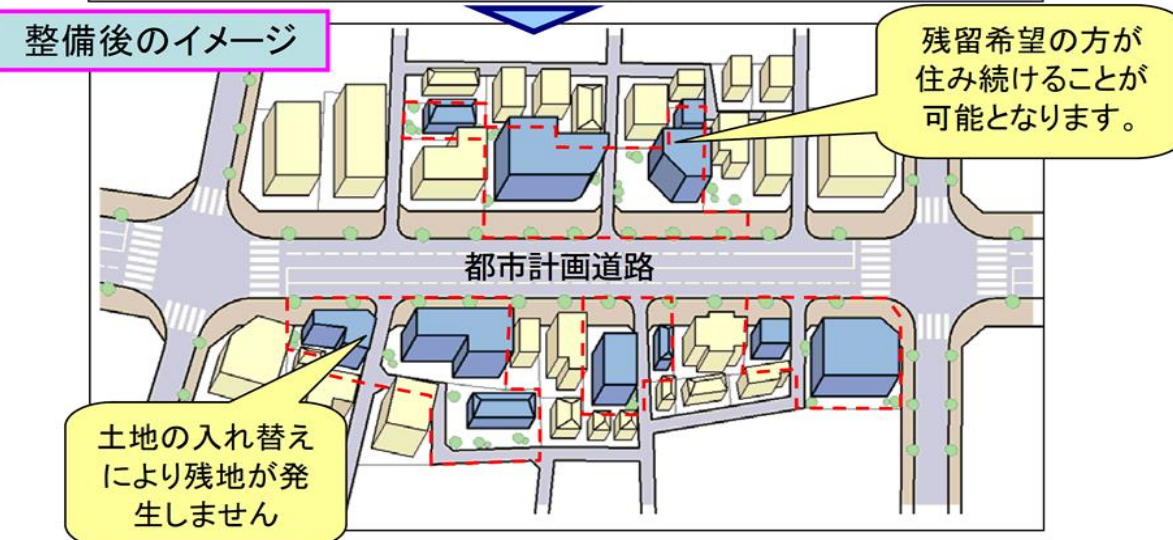 整備後のイメージ
残留希望の方が
住み続けることが
可能となります。
都市計画道路
土地の入れ替え
により残地が発
生しません